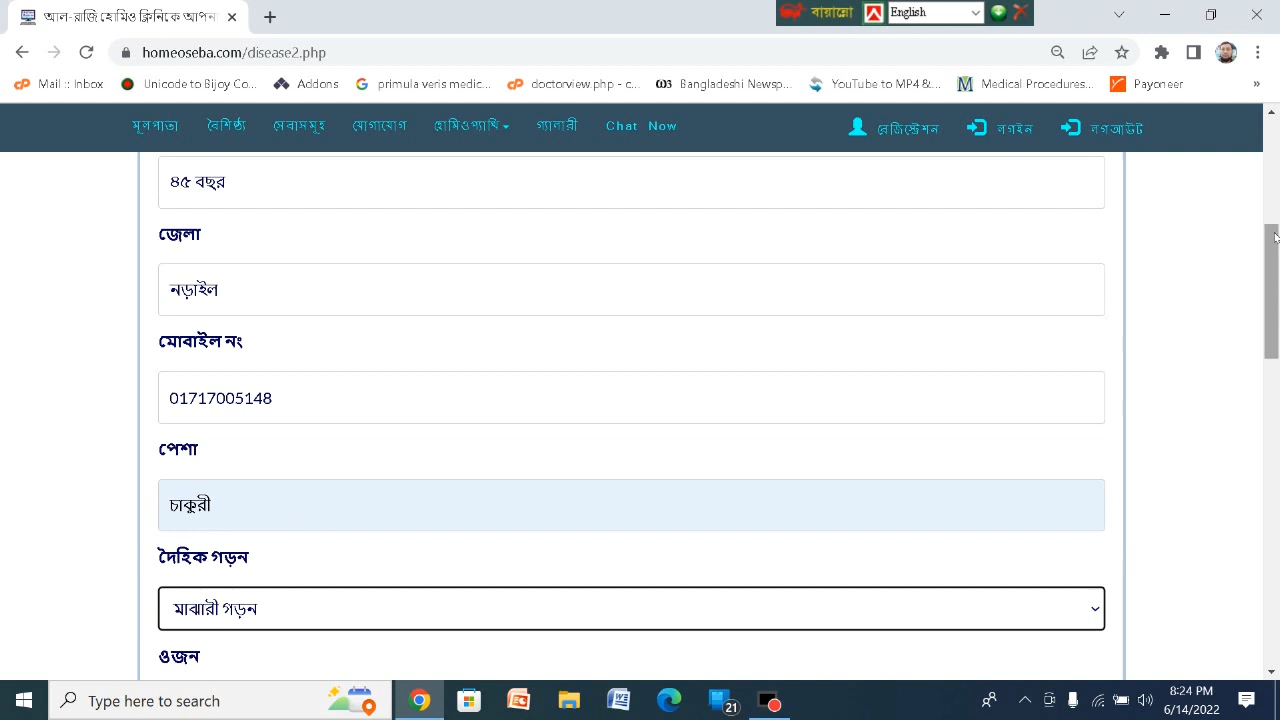 আল-রাফি হোমিও ক্লিনিকে আপনা
বায়ান্নো English
homeoseba.com/disease2.php
Mail :: Inbox Unicode to Bijoy Co... Addons primula veris medic... doctorview.php - c... Bangladeshi Newsp... YouTube to MP4 &... Medical Procedures... Payoneer »
মূলপাতা বৈশিষ্ঠ্য সেবাসমূহ যোগাযোগ হোমিওপ্যাথি গ্যালারী Chat Now রেজিস্ট্রেশন লগইন লগআউট
৪৫ বছর
জেলা
নড়াইল
মোবাইল নং
01717005148
পেশা
চাকুরী
দৈহিক গড়ন
মাঝারী গড়ন
ওজন
Type here to search
21
8:24 PM
6/14/2022